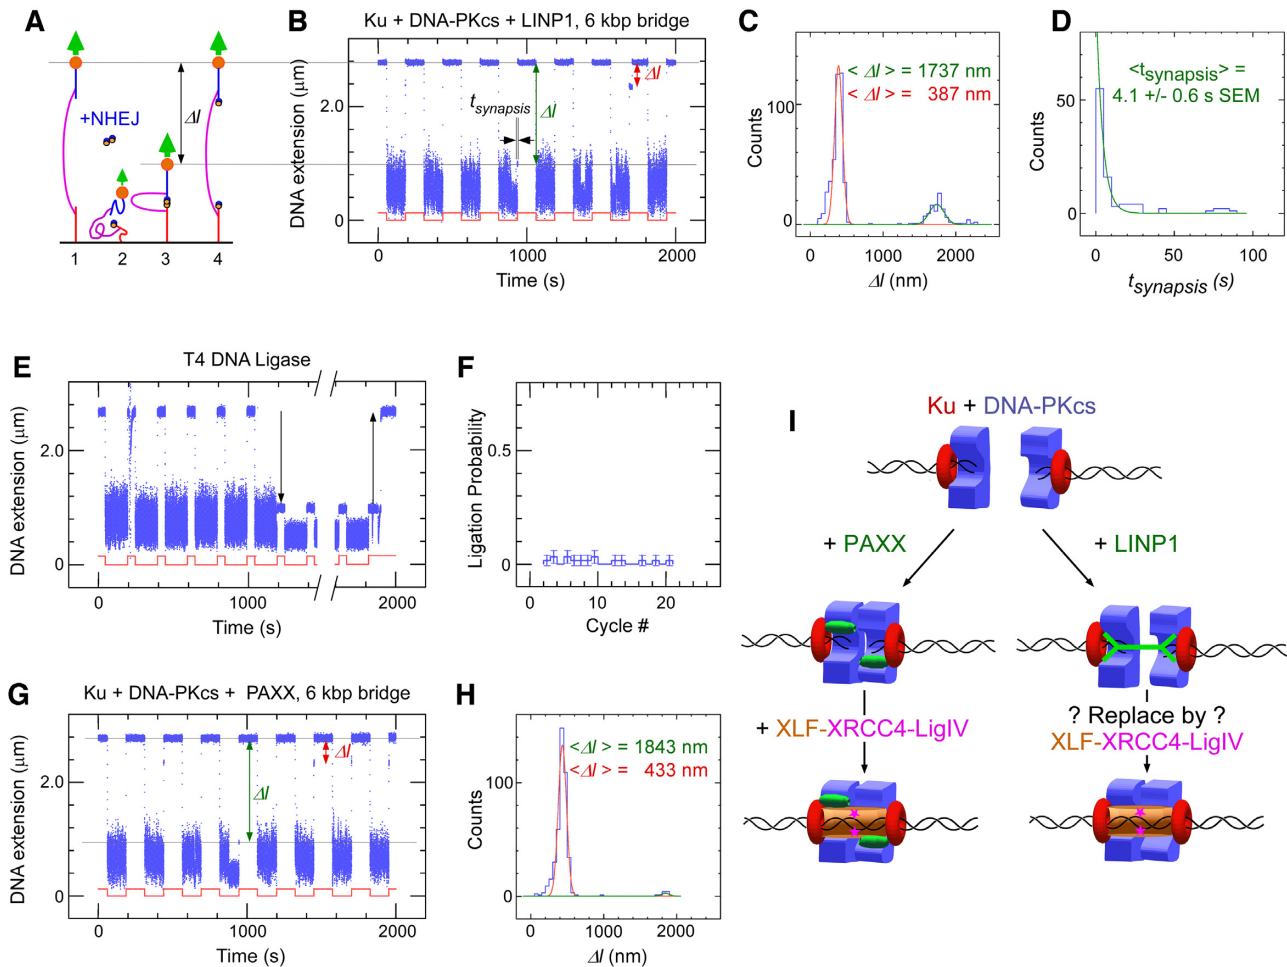 A
+NHEJ
Δl
1 2 3 4
B
Ku + DNA-PKcs + LINP1, 6 kbp bridge
DNA extension (μm)
2.0
0
tsynapsis
Δl
Δl
0 1000 2000
Time (s)
C
< Δl > = 1737 nm
< Δl > = 387 nm
Counts
100
0
0 1000 2000
Δl (nm)
D
<tsynapsis> =
4.1 +/- 0.6 s SEM
Counts
50
0
0 50 100
tsynapsis (s)
E
T4 DNA Ligase
DNA extension (μm)
2.0
0
0 1000 2000
Time (s)
F
Ligation Probability
0.5
0
0 10 20
Cycle #
G
Ku + DNA-PKcs + PAXX, 6 kbp bridge
DNA extension (μm)
2.0
0
Δl
Δl
0 1000 2000
Time (s)
H
<Δl > = 1843 nm
<Δl > = 433 nm
Counts
100
0
0 1000 2000
Δl (nm)
I
Ku + DNA-PKcs
+ PAXX
+ LINP1
+ XLF-XRCC4-LigIV
? Replace by ?
XLF-XRCC4-LigIV